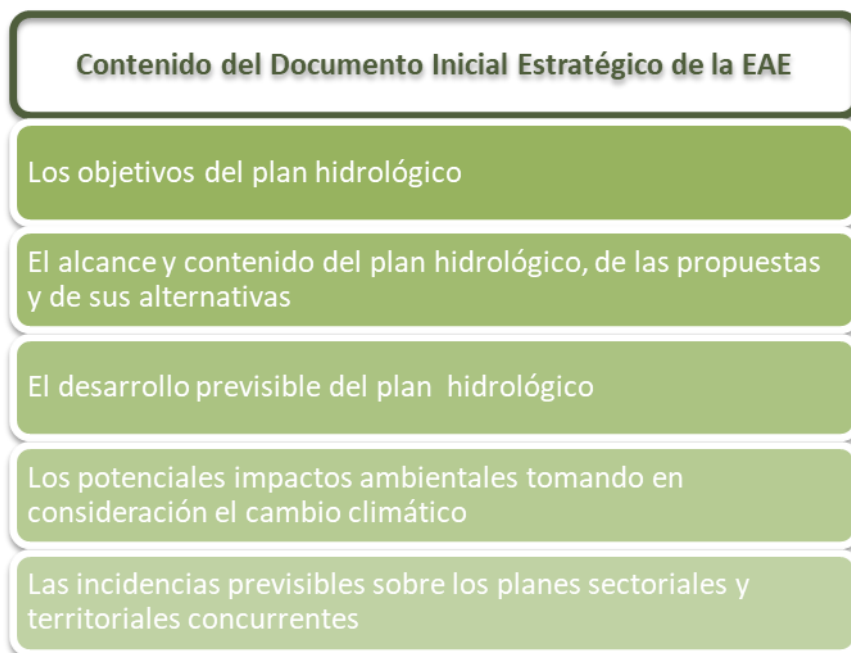 Contenido del Documento Inicial Estratégico de la EAE
Los objetivos del plan hidrológico
El alcance y contenido del plan hidrológico, de las propuestas
y de sus alternativas
El desarrollo previsible del plan hidrológico
Los potenciales impactos ambientales tomando en
consideración el cambio climático
Las incidencias previsibles sobre los planes sectoriales y
territoriales concurrentes